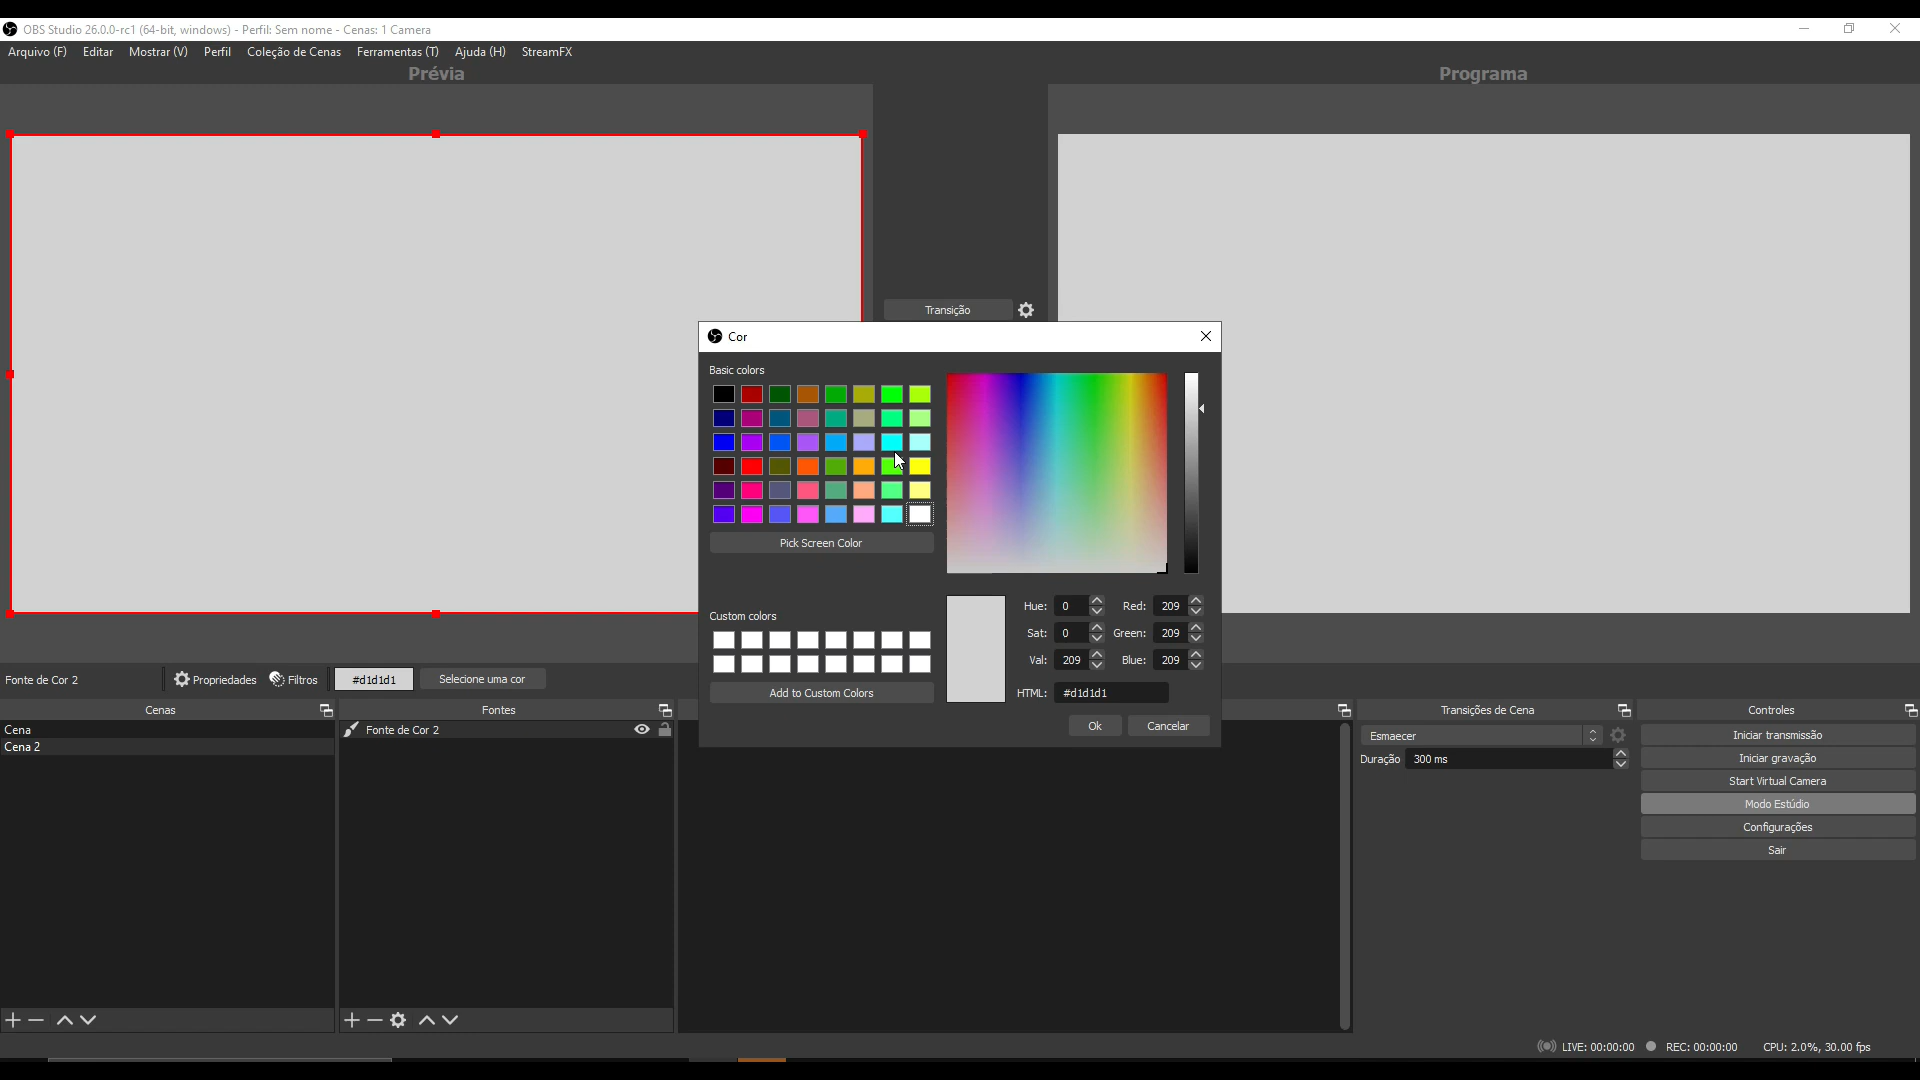 OBS Studio 26.0.0-rc1 (64-bit, windows) - Perfil: Sem nome - Cenas: 1 Camera
Arquivo (F) Editar Mostrar (V) Perfil Coleção de Cenas Ferramentas (T) Ajuda (H) StreamFX
Prévia Programa
Transição
Cor
Basic colors
Pick Screen Color
Custom colors
Add to Custom Colors
Hue: 0 Red: 209
Sat: 0 Green: 209
Val: 209 Blue: 209
HTML: #d1d1d1
Ok Cancelar
Fonte de Cor 2 Propriedades Filtros #d1d1d1 Selecione uma cor
Cenas Fontes Transições de Cena Controles
Cena
Cena 2
Fonte de Cor 2
Esmaecer
Duração 300 ms
Iniciar transmissão
Iniciar gravação
Start Virtual Camera
Modo Estúdio
Configurações
Sair
LIVE: 00:00:00 REC: 00:00:00 CPU: 2.0%, 30.00 fps